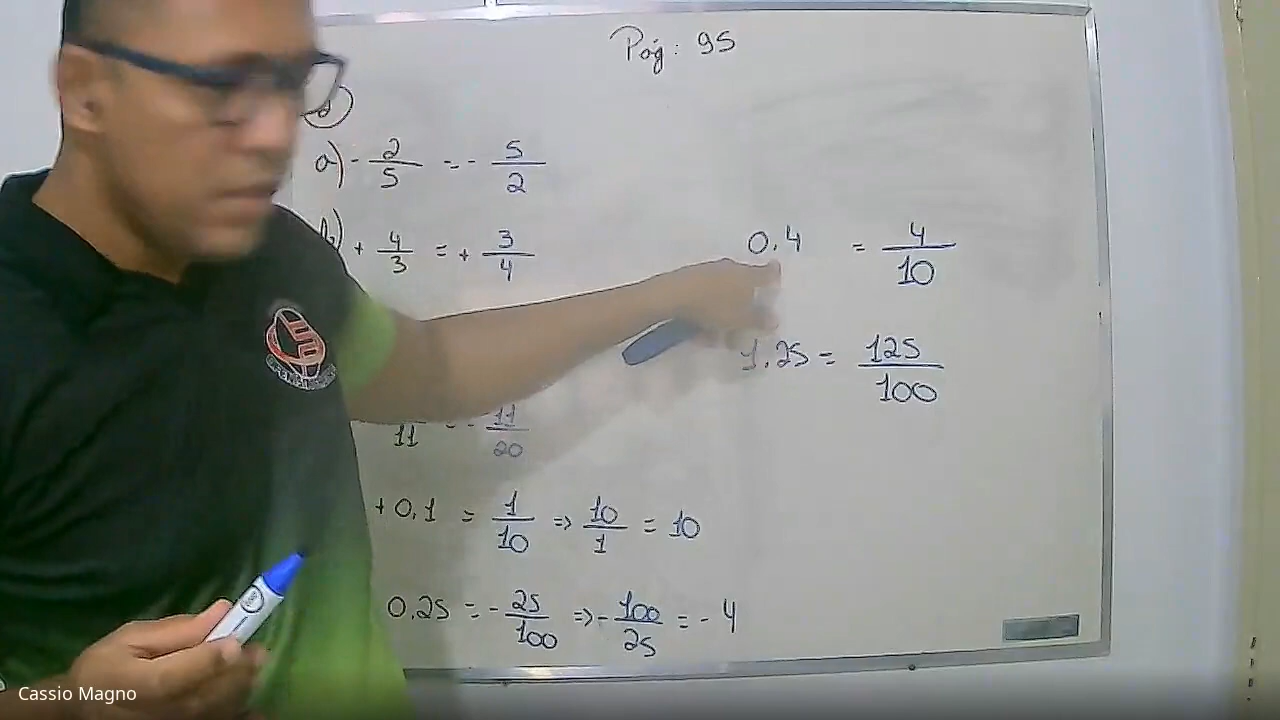 Pág: 95
a) - 2/5 = - 5/2
b) + 4/3 = + 3/4
0.4 = 4/10
1.25 = 125/100
11 = - 11/20
+ 0,1 = 1/10 => 10/1 = 10
0,25 = - 25/100 => - 100/25 = - 4
Cassio Magno